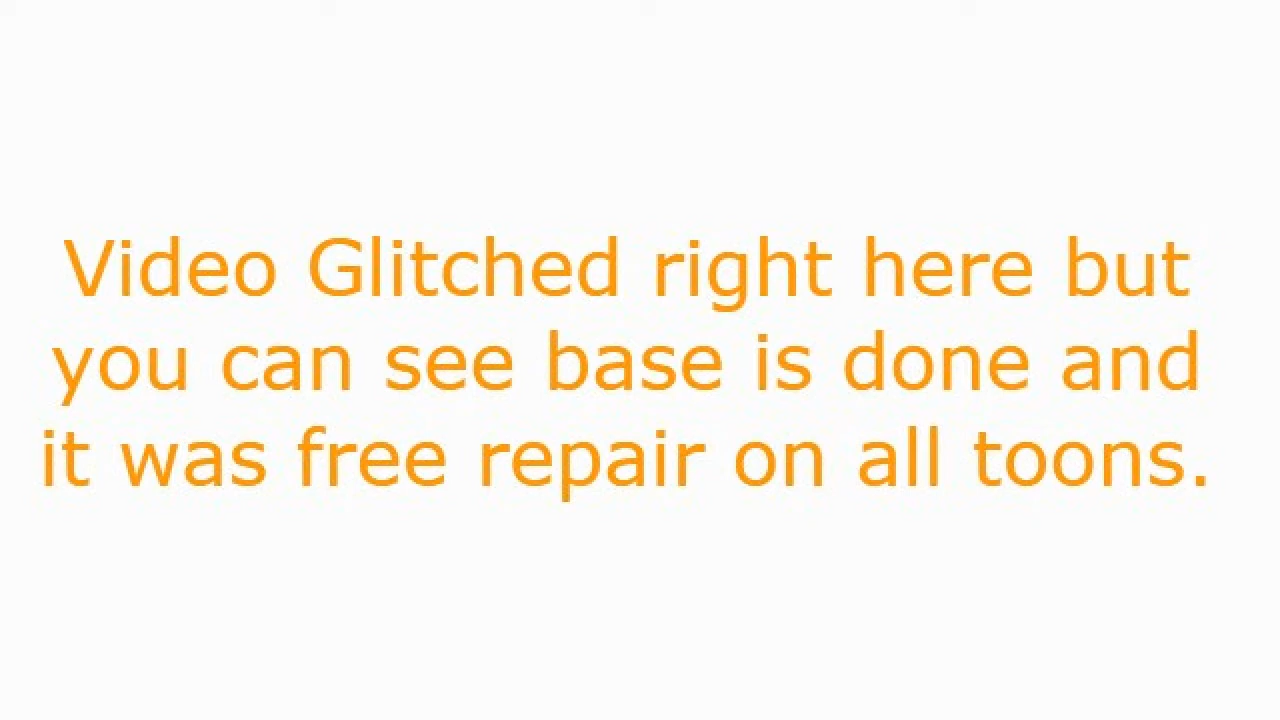 Video Glitched right here but
you can see base is done and
it was free repair on all toons.